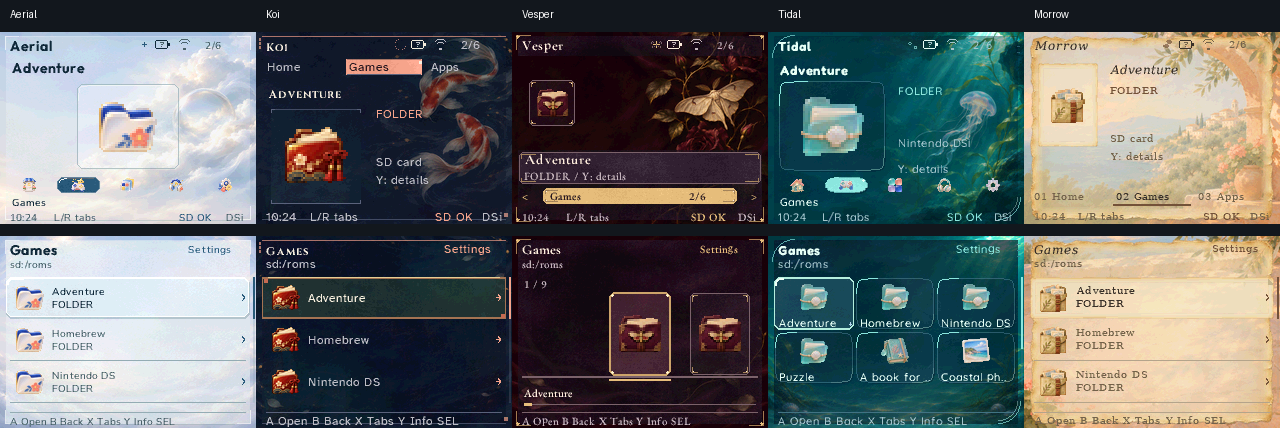 Aerial
Koi
Vesper
Tidal
Morrow
Aerial
2/6
Adventure
Games
10:24 L/R tabs SD OK DSi
Koi
2/6
Home Games Apps
Adventure
FOLDER
SD card
Y: details
10:24 L/R tabs SD OK DSi
Vesper
2/6
Adventure
FOLDER / Y: details
< Games 2/6 >
10:24 L/R tabs SD OK DSi
Tidal
2/6
Adventure
FOLDER
Nintendo DSi
Y: details
Games
10:24 L/R tabs SD OK DSi
Morrow
2/6
Adventure
FOLDER
SD card
Y: details
01 Home 02 Games 03 Apps
10:24 L/R tabs SD OK DSi
Games Settings
sd:/roms
Adventure
FOLDER
Homebrew
FOLDER
Nintendo DS
FOLDER
A Open B Back X Tabs Y Info SEL
Games Settings
sd:/roms
Adventure
Homebrew
Nintendo DS
A Open B Back X Tabs Y Info SEL
Games Settings
sd:/roms
1 / 9
Adventure
A Open B Back X Tabs Y Info SEL
Games Settings
sd:/roms
Adventure Homebrew Nintendo DS
Puzzle A book for.. Coastal ph..
A Open B Back X Tabs Y Info SEL
Games Settings
sd:/roms
Adventure
FOLDER
Homebrew
FOLDER
Nintendo DS
FOLDER
A Open B Back X Tabs Y Info SEL